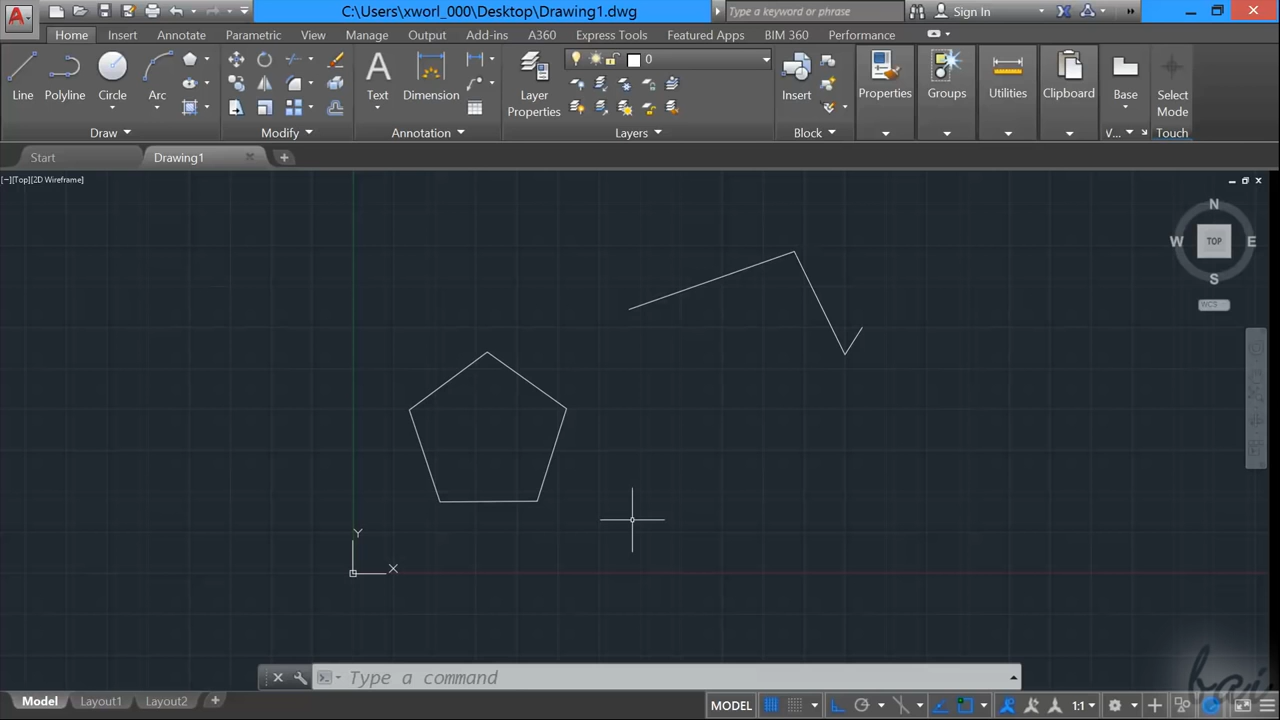 C:\Users\xworl_000\Desktop\Drawing1.dwg
Type a keyword or phrase
Sign In
A
Home Insert Annotate Parametric View Manage Output Add-ins A360 Express Tools Featured Apps BIM 360 Performance
Line Polyline Circle Arc
Draw
Modify
A
Text Dimension
Annotation
Layer
Properties
0
Layers
Insert
Block
Properties
Groups
Utilities
Clipboard
Base
V...
Select
Mode
Touch
Start Drawing1
[−][Top][2D Wireframe]
N
W TOP E
S
WCS
Y
X
Type a command
Model Layout1 Layout2
MODEL
1:1